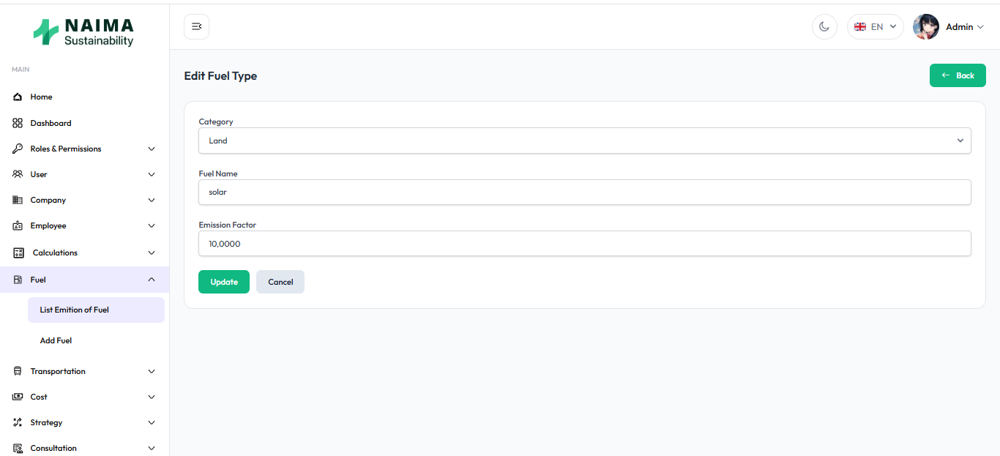 NAIMA
Sustainability
EN
Admin
MAIN
Home
Dashboard
Roles & Permissions
User
Company
Employee
Calculations
Fuel
List Emition of Fuel
Add Fuel
Transportation
Cost
Strategy
Consultation
Edit Fuel Type
Back
Category
Land
Fuel Name
solar
Emission Factor
10,0000
Update
Cancel